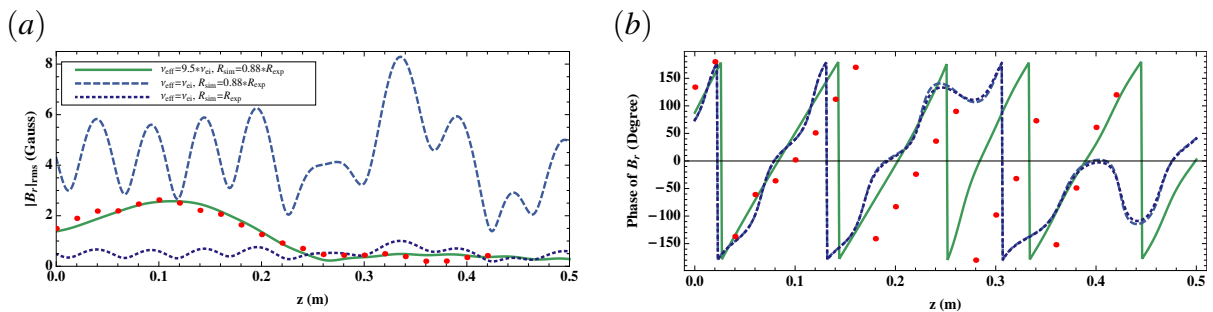 (a)
|B_r|_rms (Gauss)
8
6
4
2
0
ν_eff=9.5*ν_ei, R_sim=0.88*R_exp
ν_eff=ν_ei, R_sim=0.88*R_exp
ν_eff=ν_ei, R_sim=R_exp
0.0 0.1 0.2 0.3 0.4 0.5
z (m)
(b)
Phase of B_r (Degree)
150
100
50
0
-50
-100
-150
0.0 0.1 0.2 0.3 0.4 0.5
z (m)